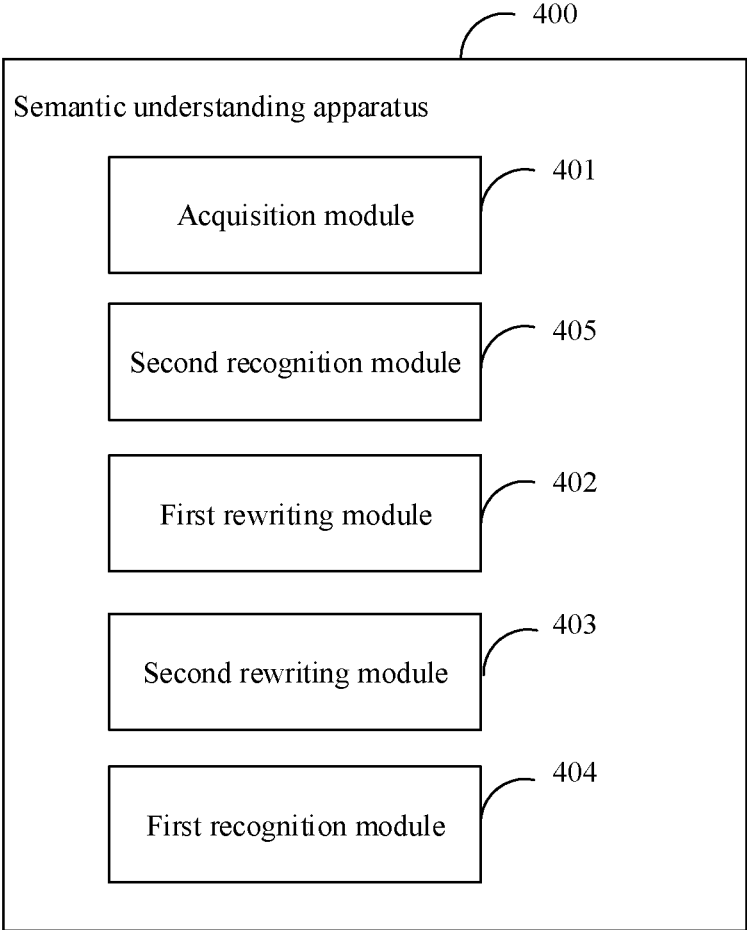 400
Semantic understanding apparatus
401
Acquisition module
405
Second recognition module
402
First rewriting module
403
Second rewriting module
404
First recognition module